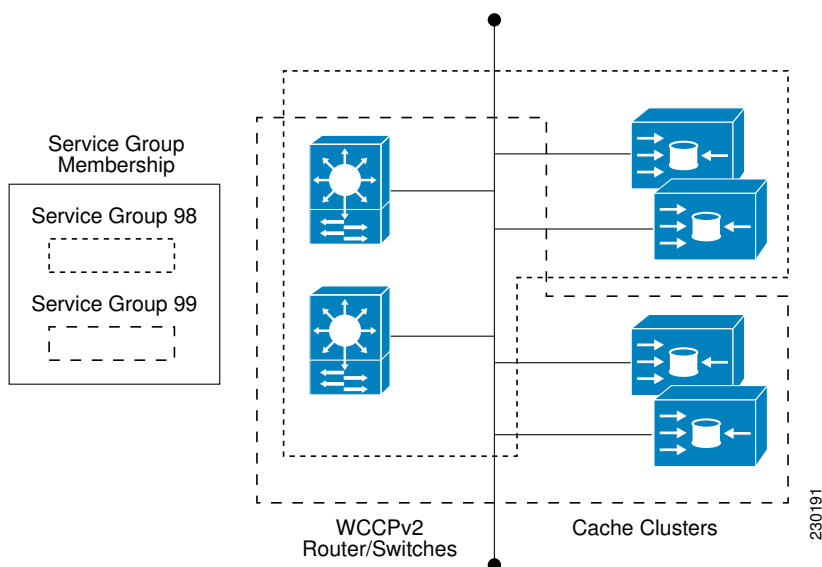 Service Group
Membership
Service Group 98
Service Group 99
WCCPv2
Router/Switches
Cache Clusters
230191